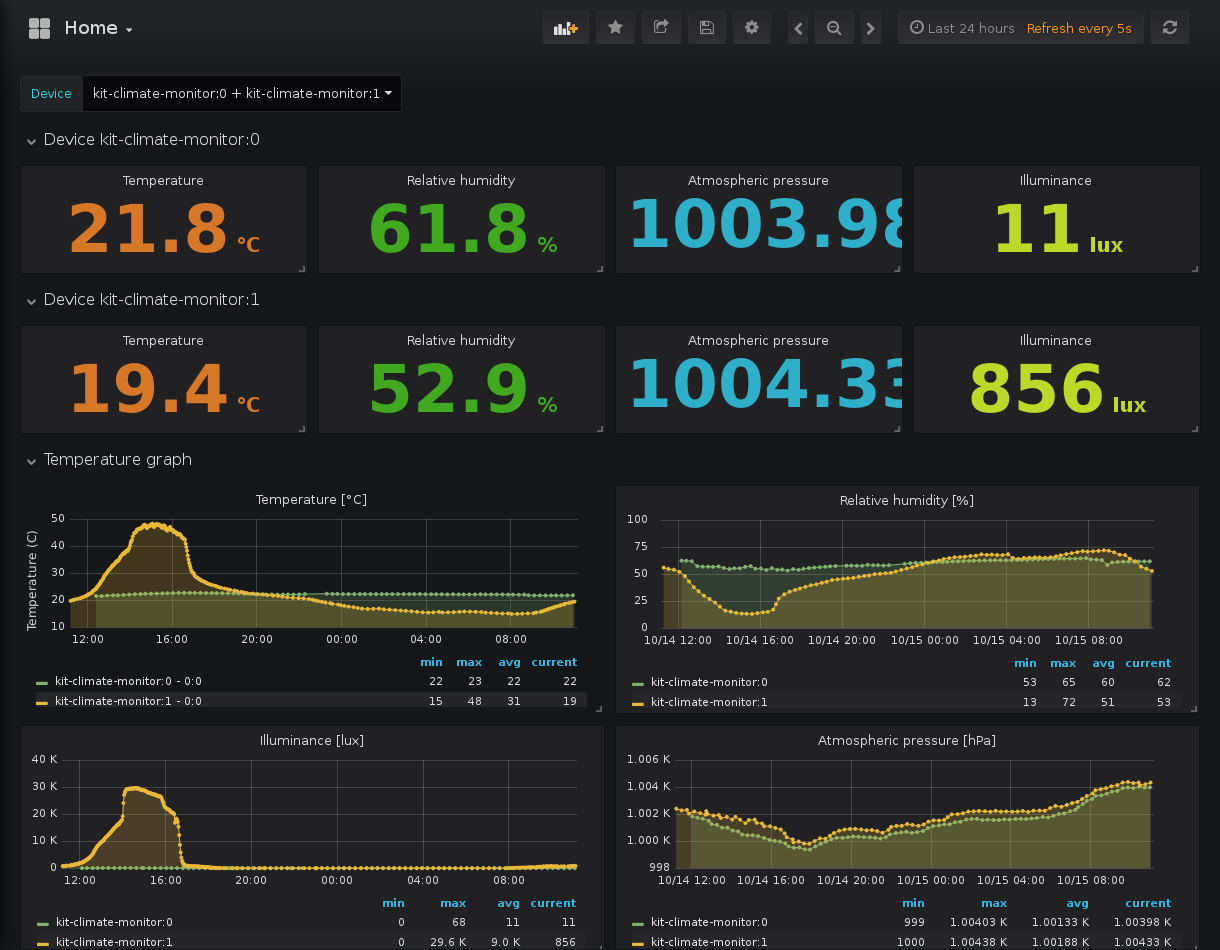 Home
Last 24 hours Refresh every 5s
Device kit-climate-monitor:0 + kit-climate-monitor:1
Device kit-climate-monitor:0
Temperature Relative humidity Atmospheric pressure Illuminance
21.8 °C 61.8 % 1003.98 11 lux
Device kit-climate-monitor:1
Temperature Relative humidity Atmospheric pressure Illuminance
19.4 °C 52.9 % 1004.33 856 lux
Temperature graph
Temperature [°C]
Temperature (C)
50
40
30
20
10
12:00 16:00 20:00 00:00 04:00 08:00
min max avg current
kit-climate-monitor:0 - 0:0 22 23 22 22
kit-climate-monitor:1 - 0:0 15 48 31 19
Relative humidity [%]
100
75
50
25
0
10/14 12:00 10/14 16:00 10/14 20:00 10/15 00:00 10/15 04:00 10/15 08:00
min max avg current
kit-climate-monitor:0 53 65 60 62
kit-climate-monitor:1 13 72 51 53
Illuminance [lux]
40 K
30 K
20 K
10 K
0
12:00 16:00 20:00 00:00 04:00 08:00
min max avg current
kit-climate-monitor:0 0 68 11 11
kit-climate-monitor:1 0 29.6 K 9.0 K 856
Atmospheric pressure [hPa]
1.006 K
1.004 K
1.002 K
1.000 K
998
10/14 12:00 10/14 16:00 10/14 20:00 10/15 00:00 10/15 04:00 10/15 08:00
min max avg current
kit-climate-monitor:0 999 1.00403 K 1.00133 K 1.00398 K
kit-climate-monitor:1 1000 1.00438 K 1.00188 K 1.00433 K